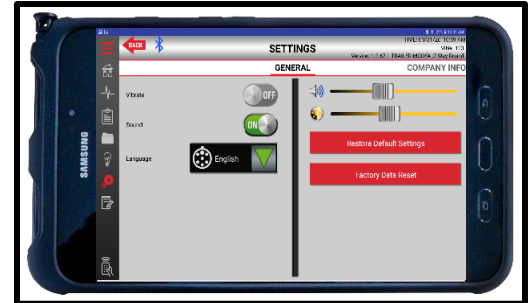 BACK
SETTINGS
GENERAL
COMPANY INFO
Vibrate
OFF
Sound
ON
Language
English
Restore Default Settings
Factory Data Reset
SAMSUNG